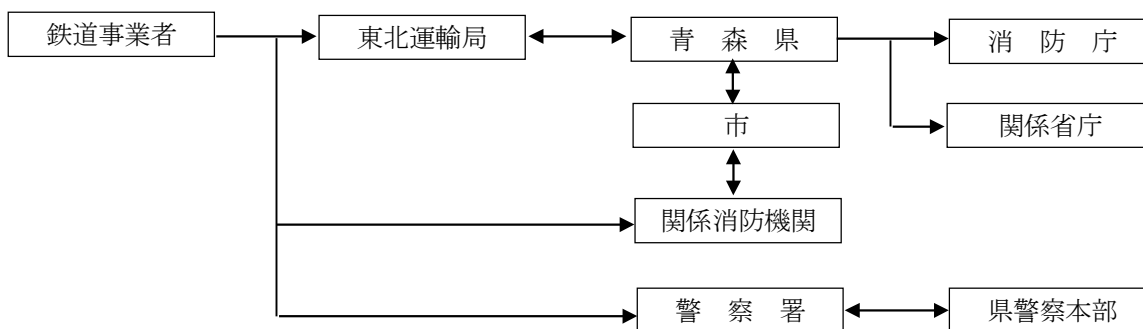 鉄道事業者
東北運輸局
青 森 県
消 防 庁
市
関係省庁
関係消防機関
警 察 署
県警察本部